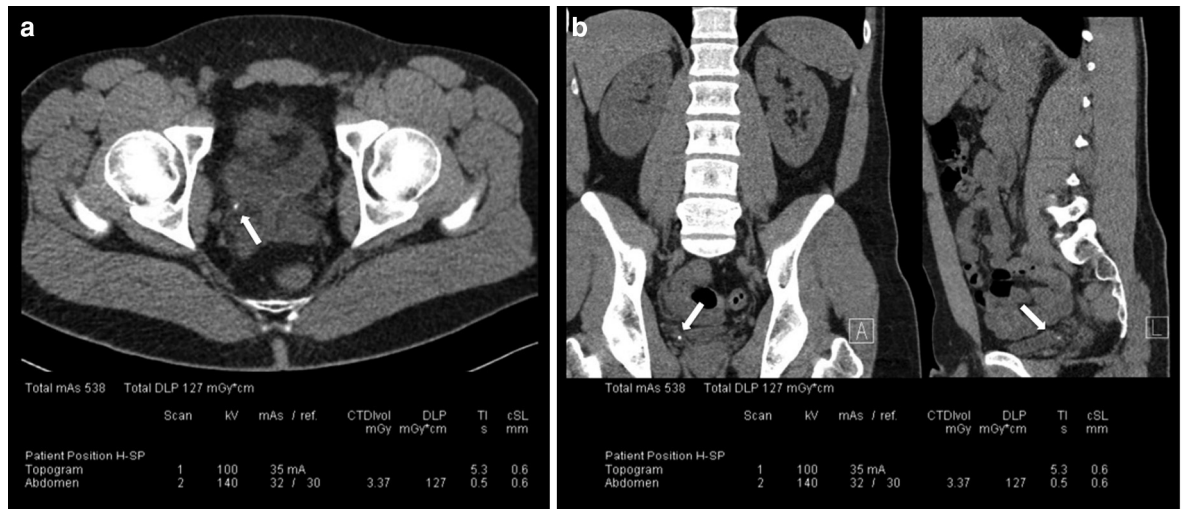 a
Total mAs 538 Total DLP 127 mGy*cm
Scan kV mAs / ref. CTDIvol DLP TI cSL
mGy mGy*cm s mm
Patient Position H-SP
Topogram 1 100 35 mA 5.3 0.6
Abdomen 2 140 32 / 30 3.37 127 0.5 0.6
b
A
L
Total mAs 538 Total DLP 127 mGy*cm
Scan kV mAs / ref. CTDIvol DLP TI cSL
mGy mGy*cm s mm
Patient Position H-SP
Topogram 1 100 35 mA 5.3 0.6
Abdomen 2 140 32 / 30 3.37 127 0.5 0.6